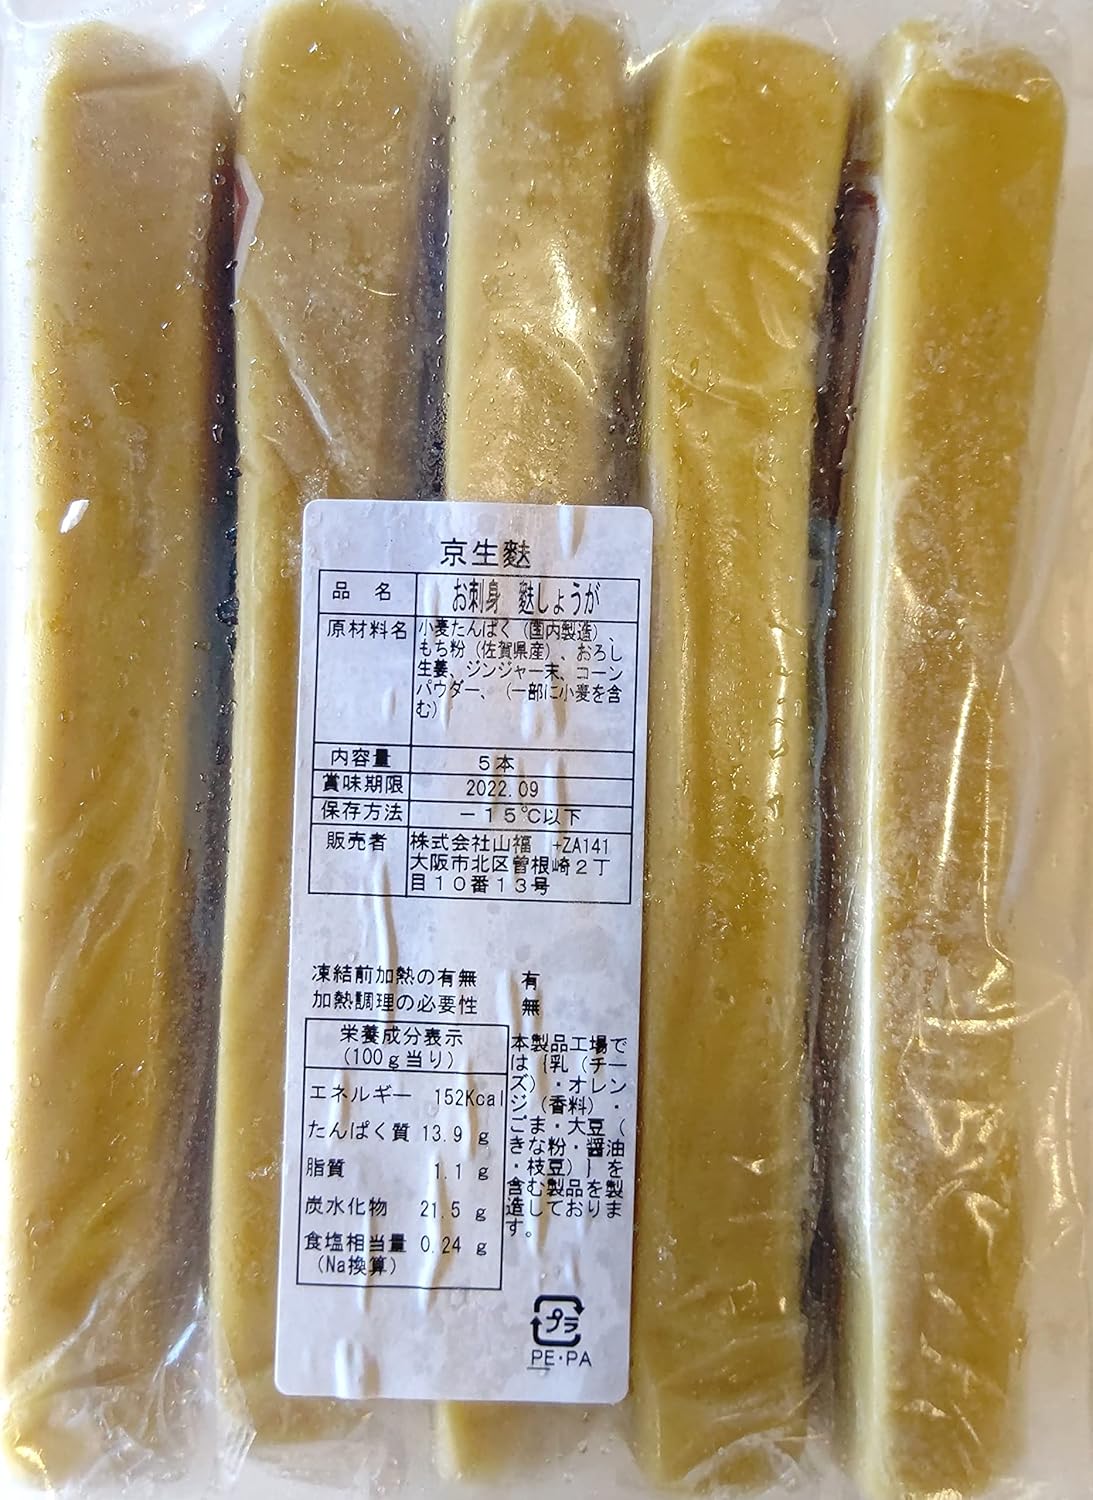 京生麩
品 名 お刺身 麩しょうが
原材料名 小麦たんぱく（国内製造）、
もち粉（佐賀県産）、おろし
生姜、ジンジャー末、コーン
パウダー、（一部に小麦を含
む）
内容量 5本
賞味期限 2022.09
保存方法 －15℃以下
販売者 株式会社山福 +ZA141
大阪市北区曽根崎2丁
目10番13号
凍結前加熱の有無 有
加熱調理の必要性 無
栄養成分表示
(100g当り)
エネルギー 152Kcal
たんぱく質 13.9 g
脂質 1.1 g
炭水化物 21.5 g
食塩相当量 0.24 g
(Na換算)
本製品工場で
は｛乳（チー
ズ）・オレン
ジ（香料）・
ごま・大豆（
きな粉・醤油
・枝豆）｝を
含む製品を製
造しておりま
す。
プラ
PE・PA